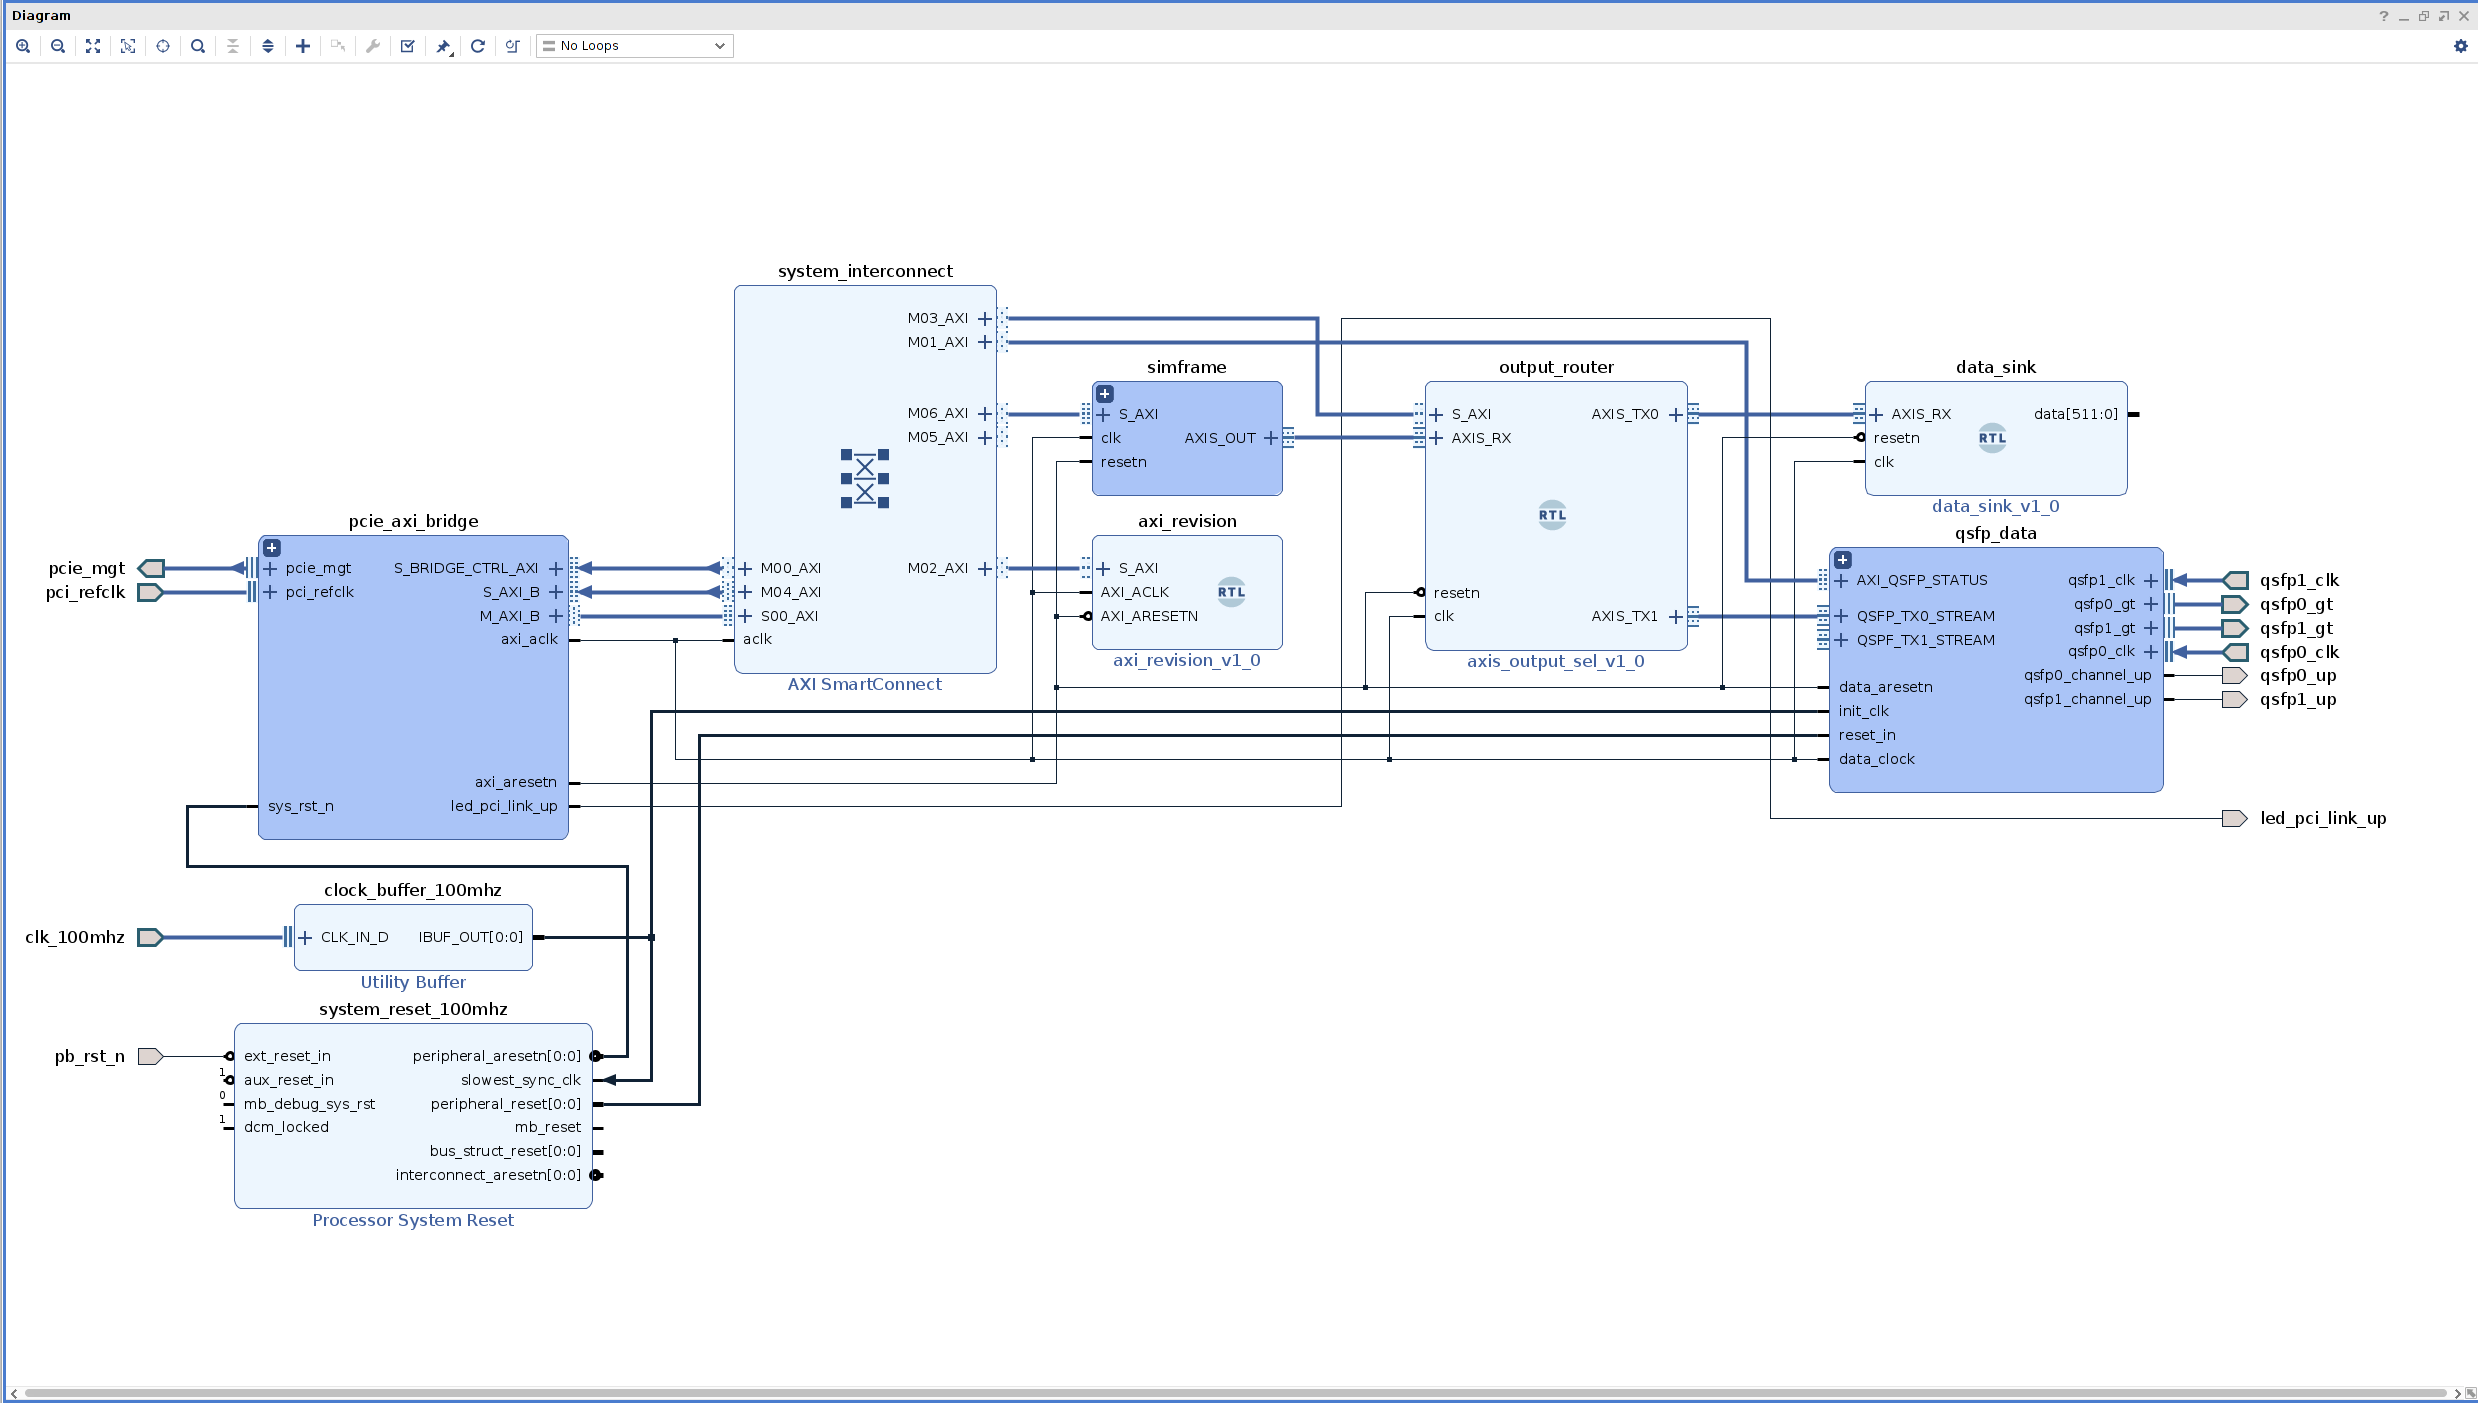 Diagram
No Loops
system_interconnect
M03_AXI
M01_AXI
M06_AXI
M05_AXI
M00_AXI
M02_AXI
M04_AXI
S00_AXI
aclk
AXI SmartConnect
simframe
S_AXI
clk
AXIS_OUT
resetn
axi_revision
S_AXI
AXI_ACLK
RTL
AXI_ARESETN
axi_revision_v1_0
output_router
S_AXI
AXIS_TX0
AXIS_RX
RTL
resetn
clk
AXIS_TX1
axis_output_sel_v1_0
data_sink
AXIS_RX
data[511:0]
resetn
RTL
clk
data_sink_v1_0
qsfp_data
AXI_QSFP_STATUS
qsfp1_clk
qsfp0_gt
QSFP_TX0_STREAM
qsfp1_gt
QSPF_TX1_STREAM
qsfp0_clk
qsfp0_channel_up
data_aresetn
qsfp1_channel_up
init_clk
reset_in
data_clock
qsfp1_clk
qsfp0_gt
qsfp1_gt
qsfp0_clk
qsfp0_up
qsfp1_up
led_pci_link_up
pcie_axi_bridge
pcie_mgt
pci_refclk
pcie_mgt
S_BRIDGE_CTRL_AXI
pci_refclk
S_AXI_B
M_AXI_B
axi_aclk
axi_aresetn
sys_rst_n
led_pci_link_up
clock_buffer_100mhz
clk_100mhz
CLK_IN_D
IBUF_OUT[0:0]
Utility Buffer
system_reset_100mhz
pb_rst_n
ext_reset_in
peripheral_aresetn[0:0]
1
aux_reset_in
slowest_sync_clk
0
mb_debug_sys_rst
peripheral_reset[0:0]
1
dcm_locked
mb_reset
bus_struct_reset[0:0]
interconnect_aresetn[0:0]
Processor System Reset